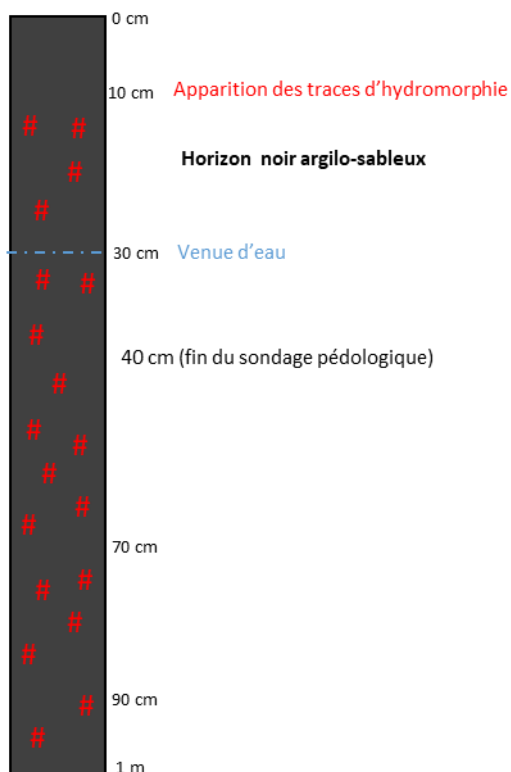 0 cm
10 cm Apparition des traces d’hydromorphie
# #
Horizon noir argilo-sableux
#
#
30 cm Venue d’eau
# #
#
40 cm (fin du sondage pédologique)
#
#
#
#
#
#
70 cm
#
#
#
#
90 cm
#
#
1 m